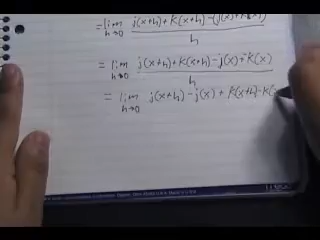 = lim h→0 j(x+h)+k(x+h)-(j(x)+k(x)) / h
= lim h→0 j(x+h)+k(x+h)-j(x)+-k(x) / h
= lim h→0 j(x+h)-j(x)+k(x+h)-k(x